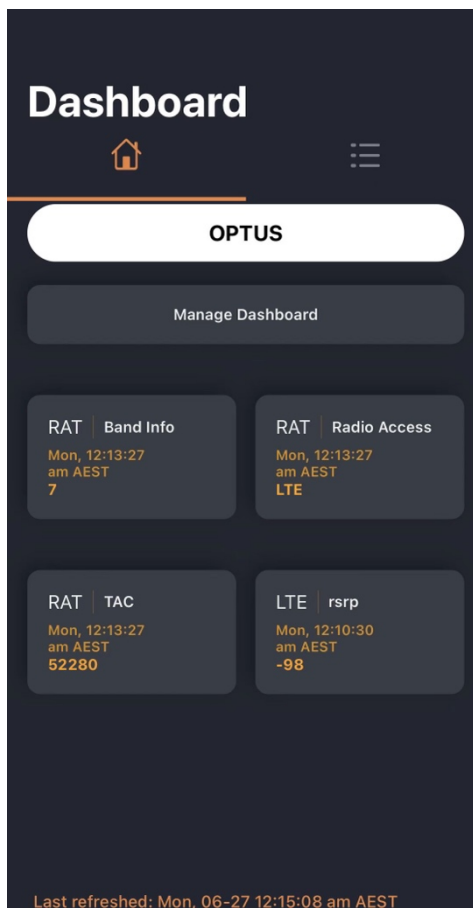 Dashboard
OPTUS
Manage Dashboard
RAT | Band Info
Mon, 12:13:27
am AEST
7
RAT | Radio Access
Mon, 12:13:27
am AEST
LTE
RAT | TAC
Mon, 12:13:27
am AEST
52280
LTE | rsrp
Mon, 12:10:30
am AEST
-98
Last refreshed: Mon, 06-27 12:15:08 am AEST